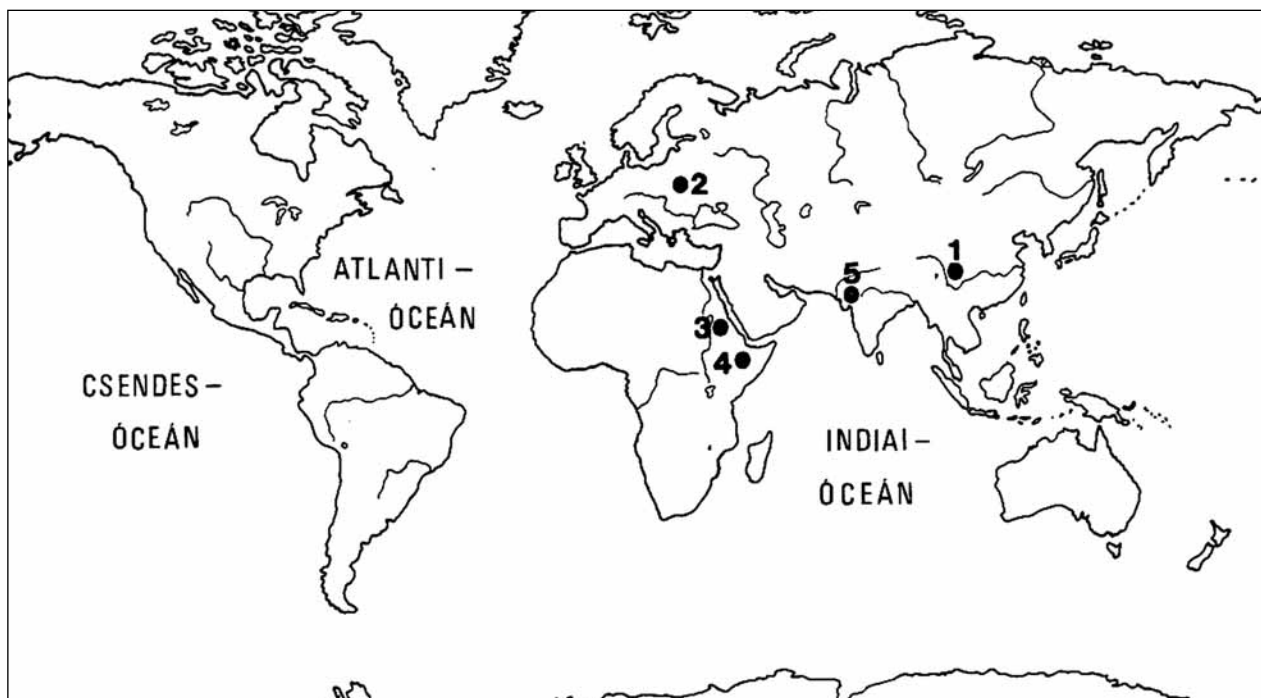 2
1
ATLANTI –
ÓCEÁN
5
3
4
CSENDES –
ÓCEÁN
INDIAI –
ÓCEÁN